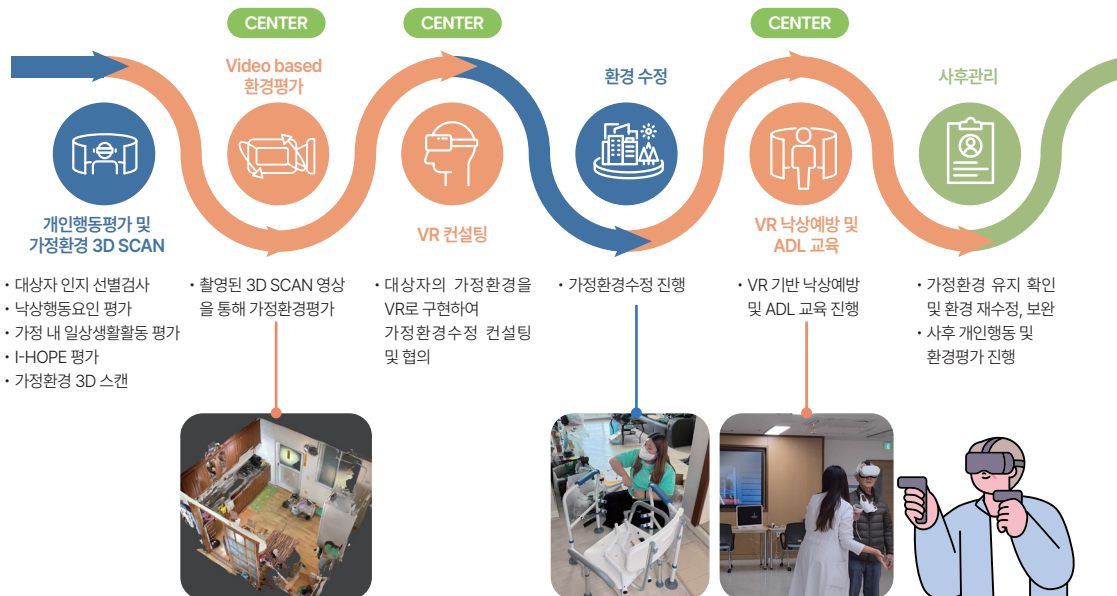 CENTER
CENTER
CENTER
Video based
환경평가
환경 수정
사후관리
개인행동평가 및
가정환경 3D SCAN
VR 컨설팅
VR 낙상예방 및
ADL 교육
• 대상자 인지 선별검사
• 낙상행동요인 평가
• 가정 내 일상생활활동 평가
• I-HOPE 평가
• 가정환경 3D 스캔
• 촬영된 3D SCAN 영상
을 통해 가정환경평가
• 대상자의 가정환경을
VR로 구현하여
가정환경수정 컨설팅
및 협의
• 가정환경수정 진행
• VR 기반 낙상예방
및 ADL 교육 진행
• 가정환경 유지 확인
및 환경 재수정, 보완
• 사후 개인행동 및
환경평가 진행